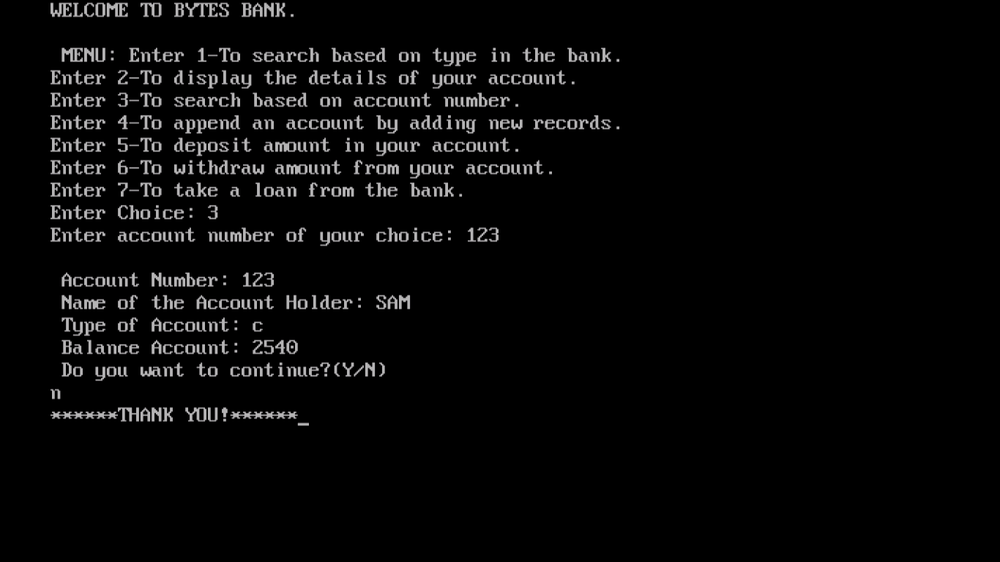 WELCOME TO BYTES BANK.
MENU: Enter 1-To search based on type in the bank.
Enter 2-To display the details of your account.
Enter 3-To search based on account number.
Enter 4-To append an account by adding new records.
Enter 5-To deposit amount in your account.
Enter 6-To withdraw amount from your account.
Enter 7-To take a loan from the bank.
Enter Choice: 3
Enter account number of your choice: 123
Account Number: 123
Name of the Account Holder: SAM
Type of Account: c
Balance Account: 2540
Do you want to continue?(Y/N)
n
******THANK YOU!******_